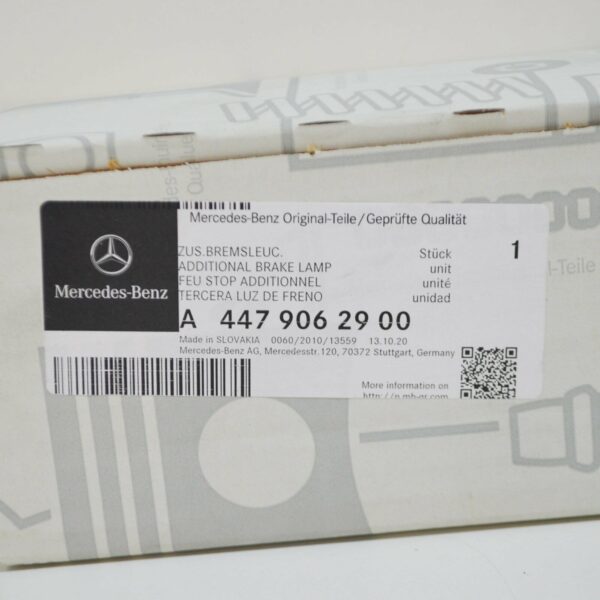 Mercedes-Benz Original-Teile/Geprüfte Qualität
Mercedes-Benz
ZUS.BREMSLEUC.
ADDITIONAL BRAKE LAMP
FEU STOP ADDITIONNEL
TERCERA LUZ DE FRENO
Stück
unit
unité
unidad
1
A 447 906 29 00
Made in SLOVAKIA 0060/2010/13559 13.10.20
Mercedes-Benz AG, Mercedesstr.120, 70372 Stuttgart, Germany
More information on
-Teile